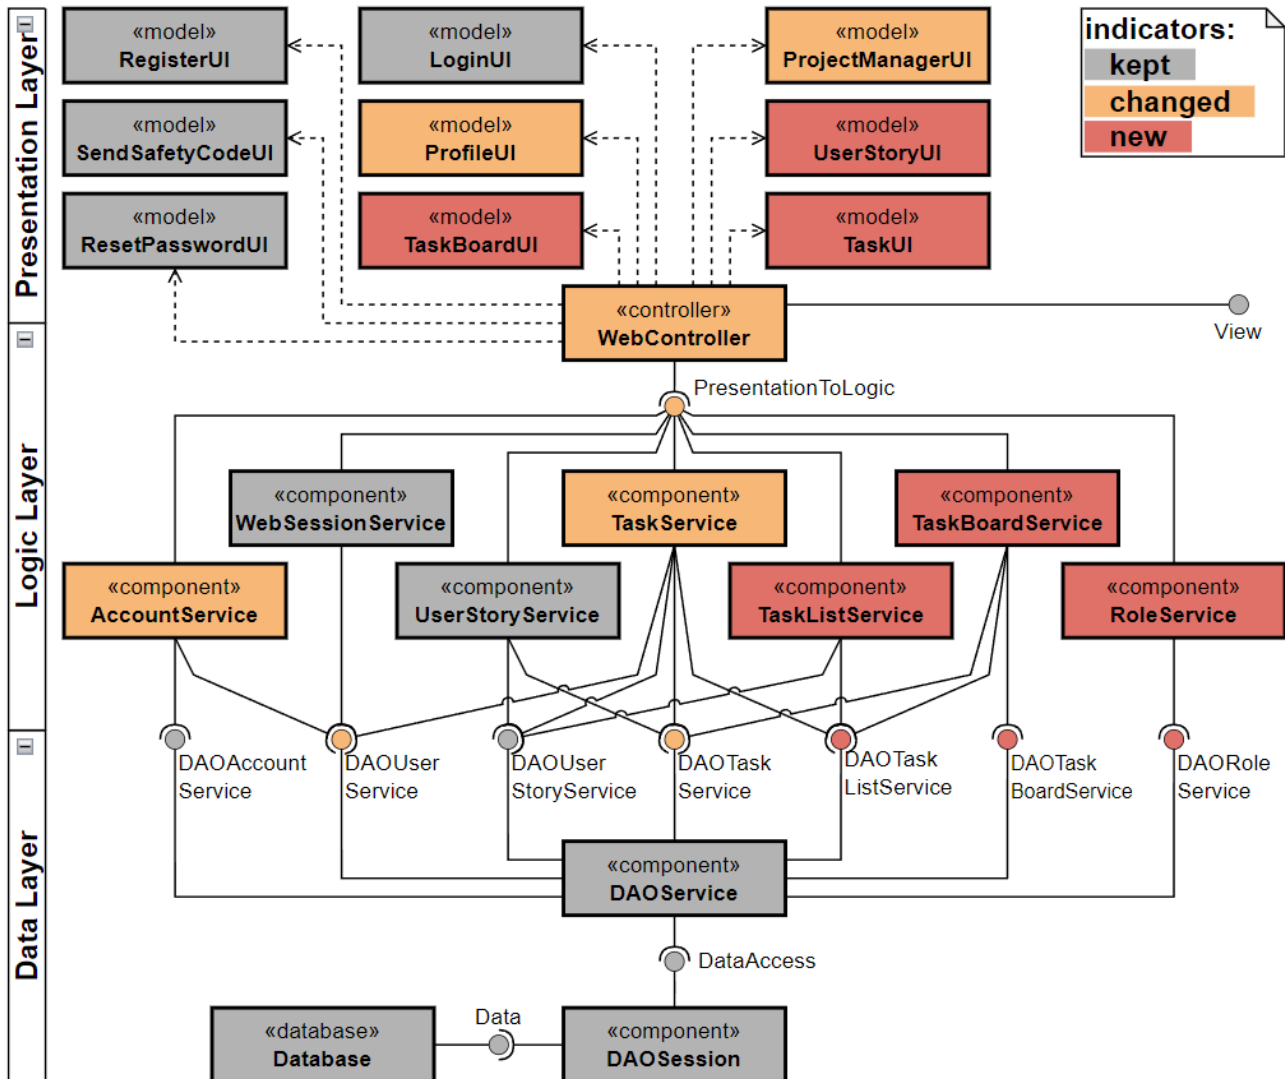 Presentation Layer
«model»
RegisterUI
«model»
LoginUI
«model»
ProjectManagerUI
indicators:
kept
changed
new
«model»
SendSafetyCodeUI
«model»
ProfileUI
«model»
UserStoryUI
«model»
ResetPasswordUI
«model»
TaskBoardUI
«model»
TaskUI
«controller»
WebController
View
Logic Layer
PresentationToLogic
«component»
WebSessionService
«component»
TaskService
«component»
TaskBoardService
«component»
AccountService
«component»
UserStoryService
«component»
TaskListService
«component»
RoleService
Data Layer
DAOAccount
Service
DAOUser
Service
DAOUser
StoryService
DAOTask
Service
DAOTask
ListService
DAOTask
BoardService
DAORole
Service
«component»
DAOService
DataAccess
«database»
Database
Data
«component»
DAOSession